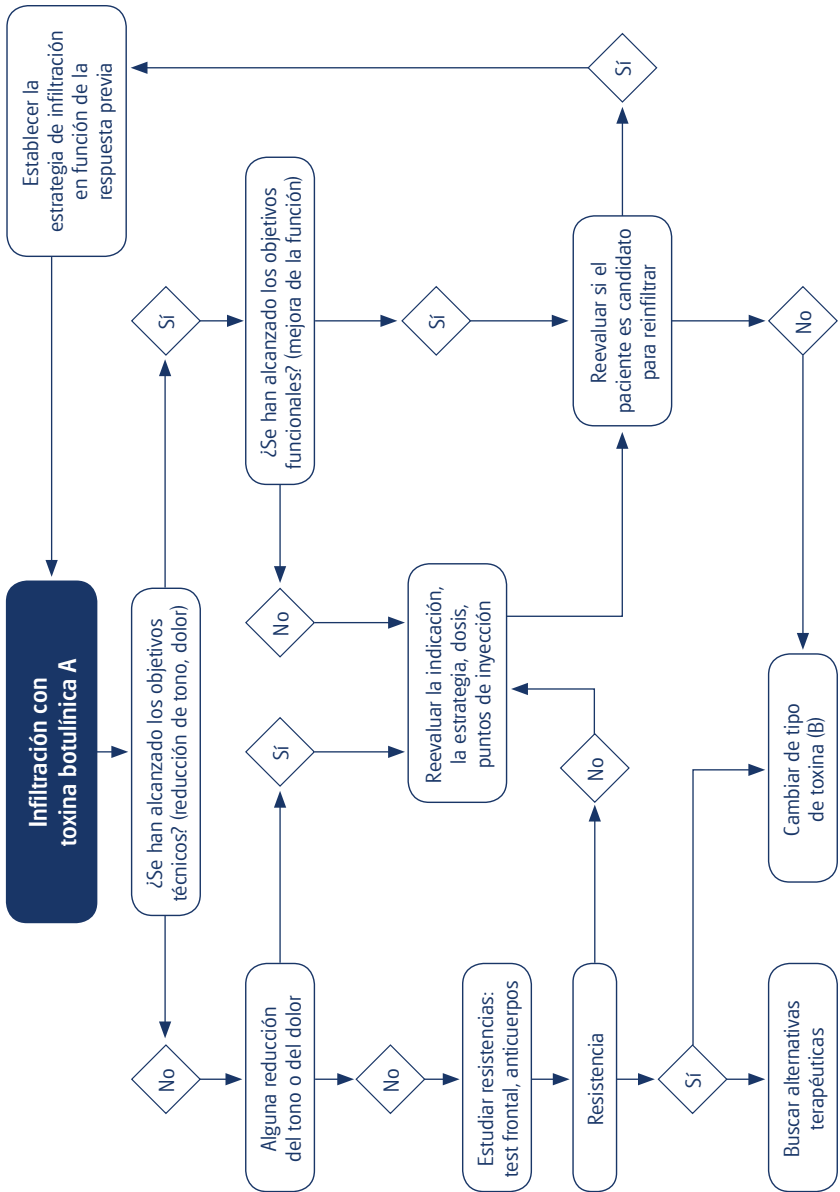 Infiltración con
toxina botulínica A
Establecer la
estrategia de infiltración
en función de la
respuesta previa
¿Se han alcanzado los objetivos
técnicos? (reducción de tono, dolor)
No
Sí
Alguna reducción
del tono o del dolor
Sí
No
¿Se han alcanzado los objetivos
funcionales? (mejora de la función)
No
Sí
Estudiar resistencias:
test frontal, anticuerpos
Reevaluar la indicación,
la estrategia, dosis,
puntos de inyección
Resistencia
No
Sí
Reevaluar si el
paciente es candidato
para reinfiltrar
Sí
No
Buscar alternativas
terapéuticas
Cambiar de tipo
de toxina (B)